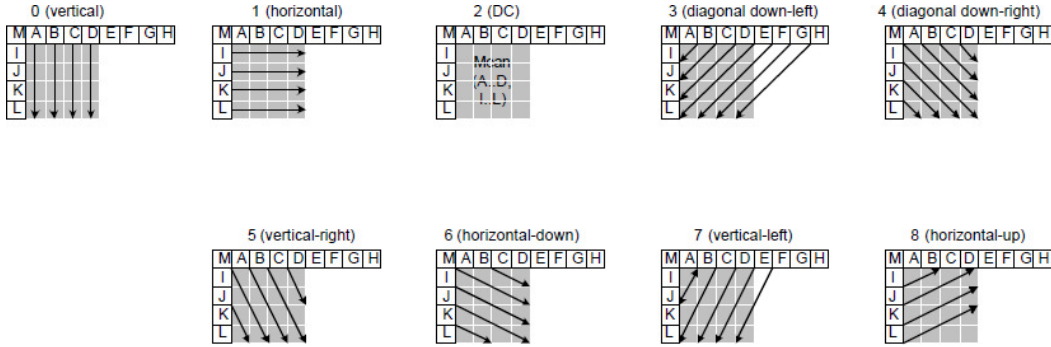 0 (vertical)
M A B C D E F G H
I
J
K
L
1 (horizontal)
M A B C D E F G H
I
J
K
L
2 (DC)
M A B C D E F G H
I
J
K
L
Mean
(A..D,
I..L)
3 (diagonal down-left)
M A B C D E F G H
I
J
K
L
4 (diagonal down-right)
M A B C D E F G H
I
J
K
L
5 (vertical-right)
M A B C D E F G H
I
J
K
L
6 (horizontal-down)
M A B C D E F G H
I
J
K
L
7 (vertical-left)
M A B C D E F G H
I
J
K
L
8 (horizontal-up)
M A B C D E F G H
I
J
K
L